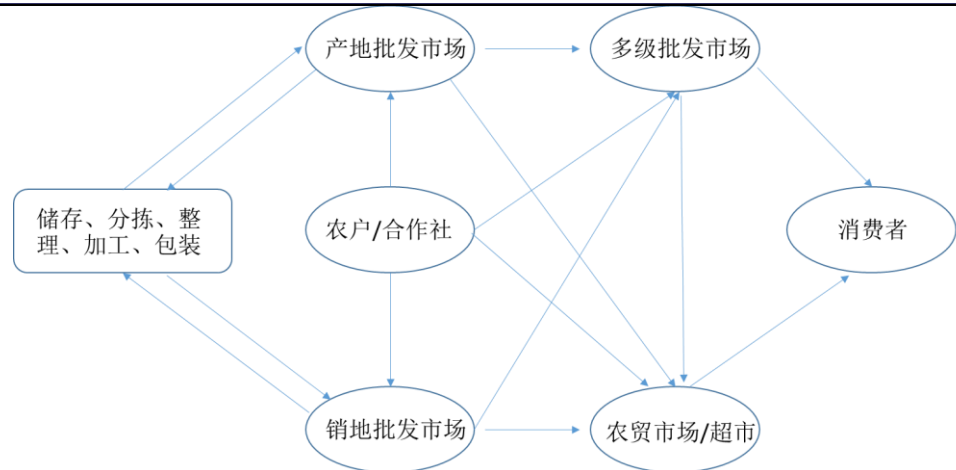 产地批发市场
多级批发市场
储存、分拣、整
理、加工、包装
农户/合作社
消费者
销地批发市场
农贸市场/超市